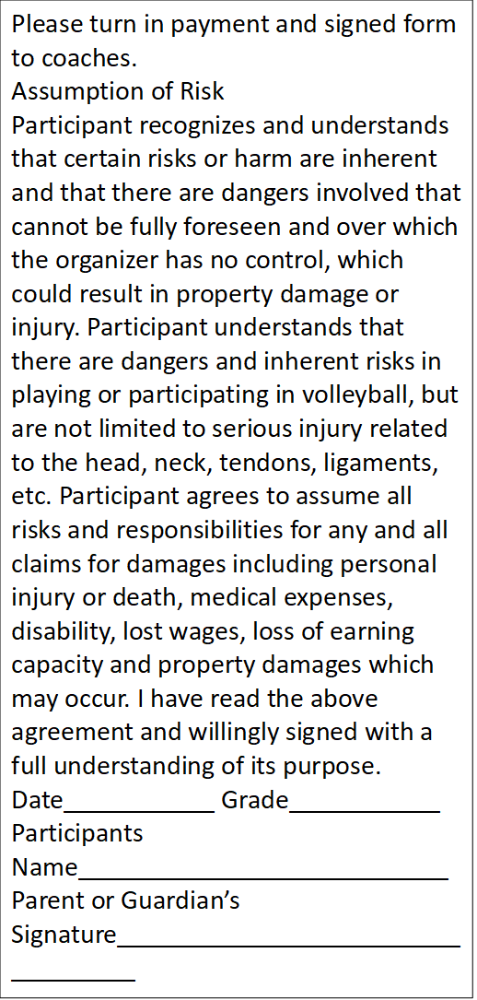 Please turn in payment and signed form
to coaches.
Assumption of Risk
Participant recognizes and understands
that certain risks or harm are inherent
and that there are dangers involved that
cannot be fully foreseen and over which
the organizer has no control, which
could result in property damage or
injury. Participant understands that
there are dangers and inherent risks in
playing or participating in volleyball, but
are not limited to serious injury related
to the head, neck, tendons, ligaments,
etc. Participant agrees to assume all
risks and responsibilities for any and all
claims for damages including personal
injury or death, medical expenses,
disability, lost wages, loss of earning
capacity and property damages which
may occur. I have read the above
agreement and willingly signed with a
full understanding of its purpose.
Date___________ Grade___________
Participants
Name___________________________
Parent or Guardian’s
Signature_________________________
_________